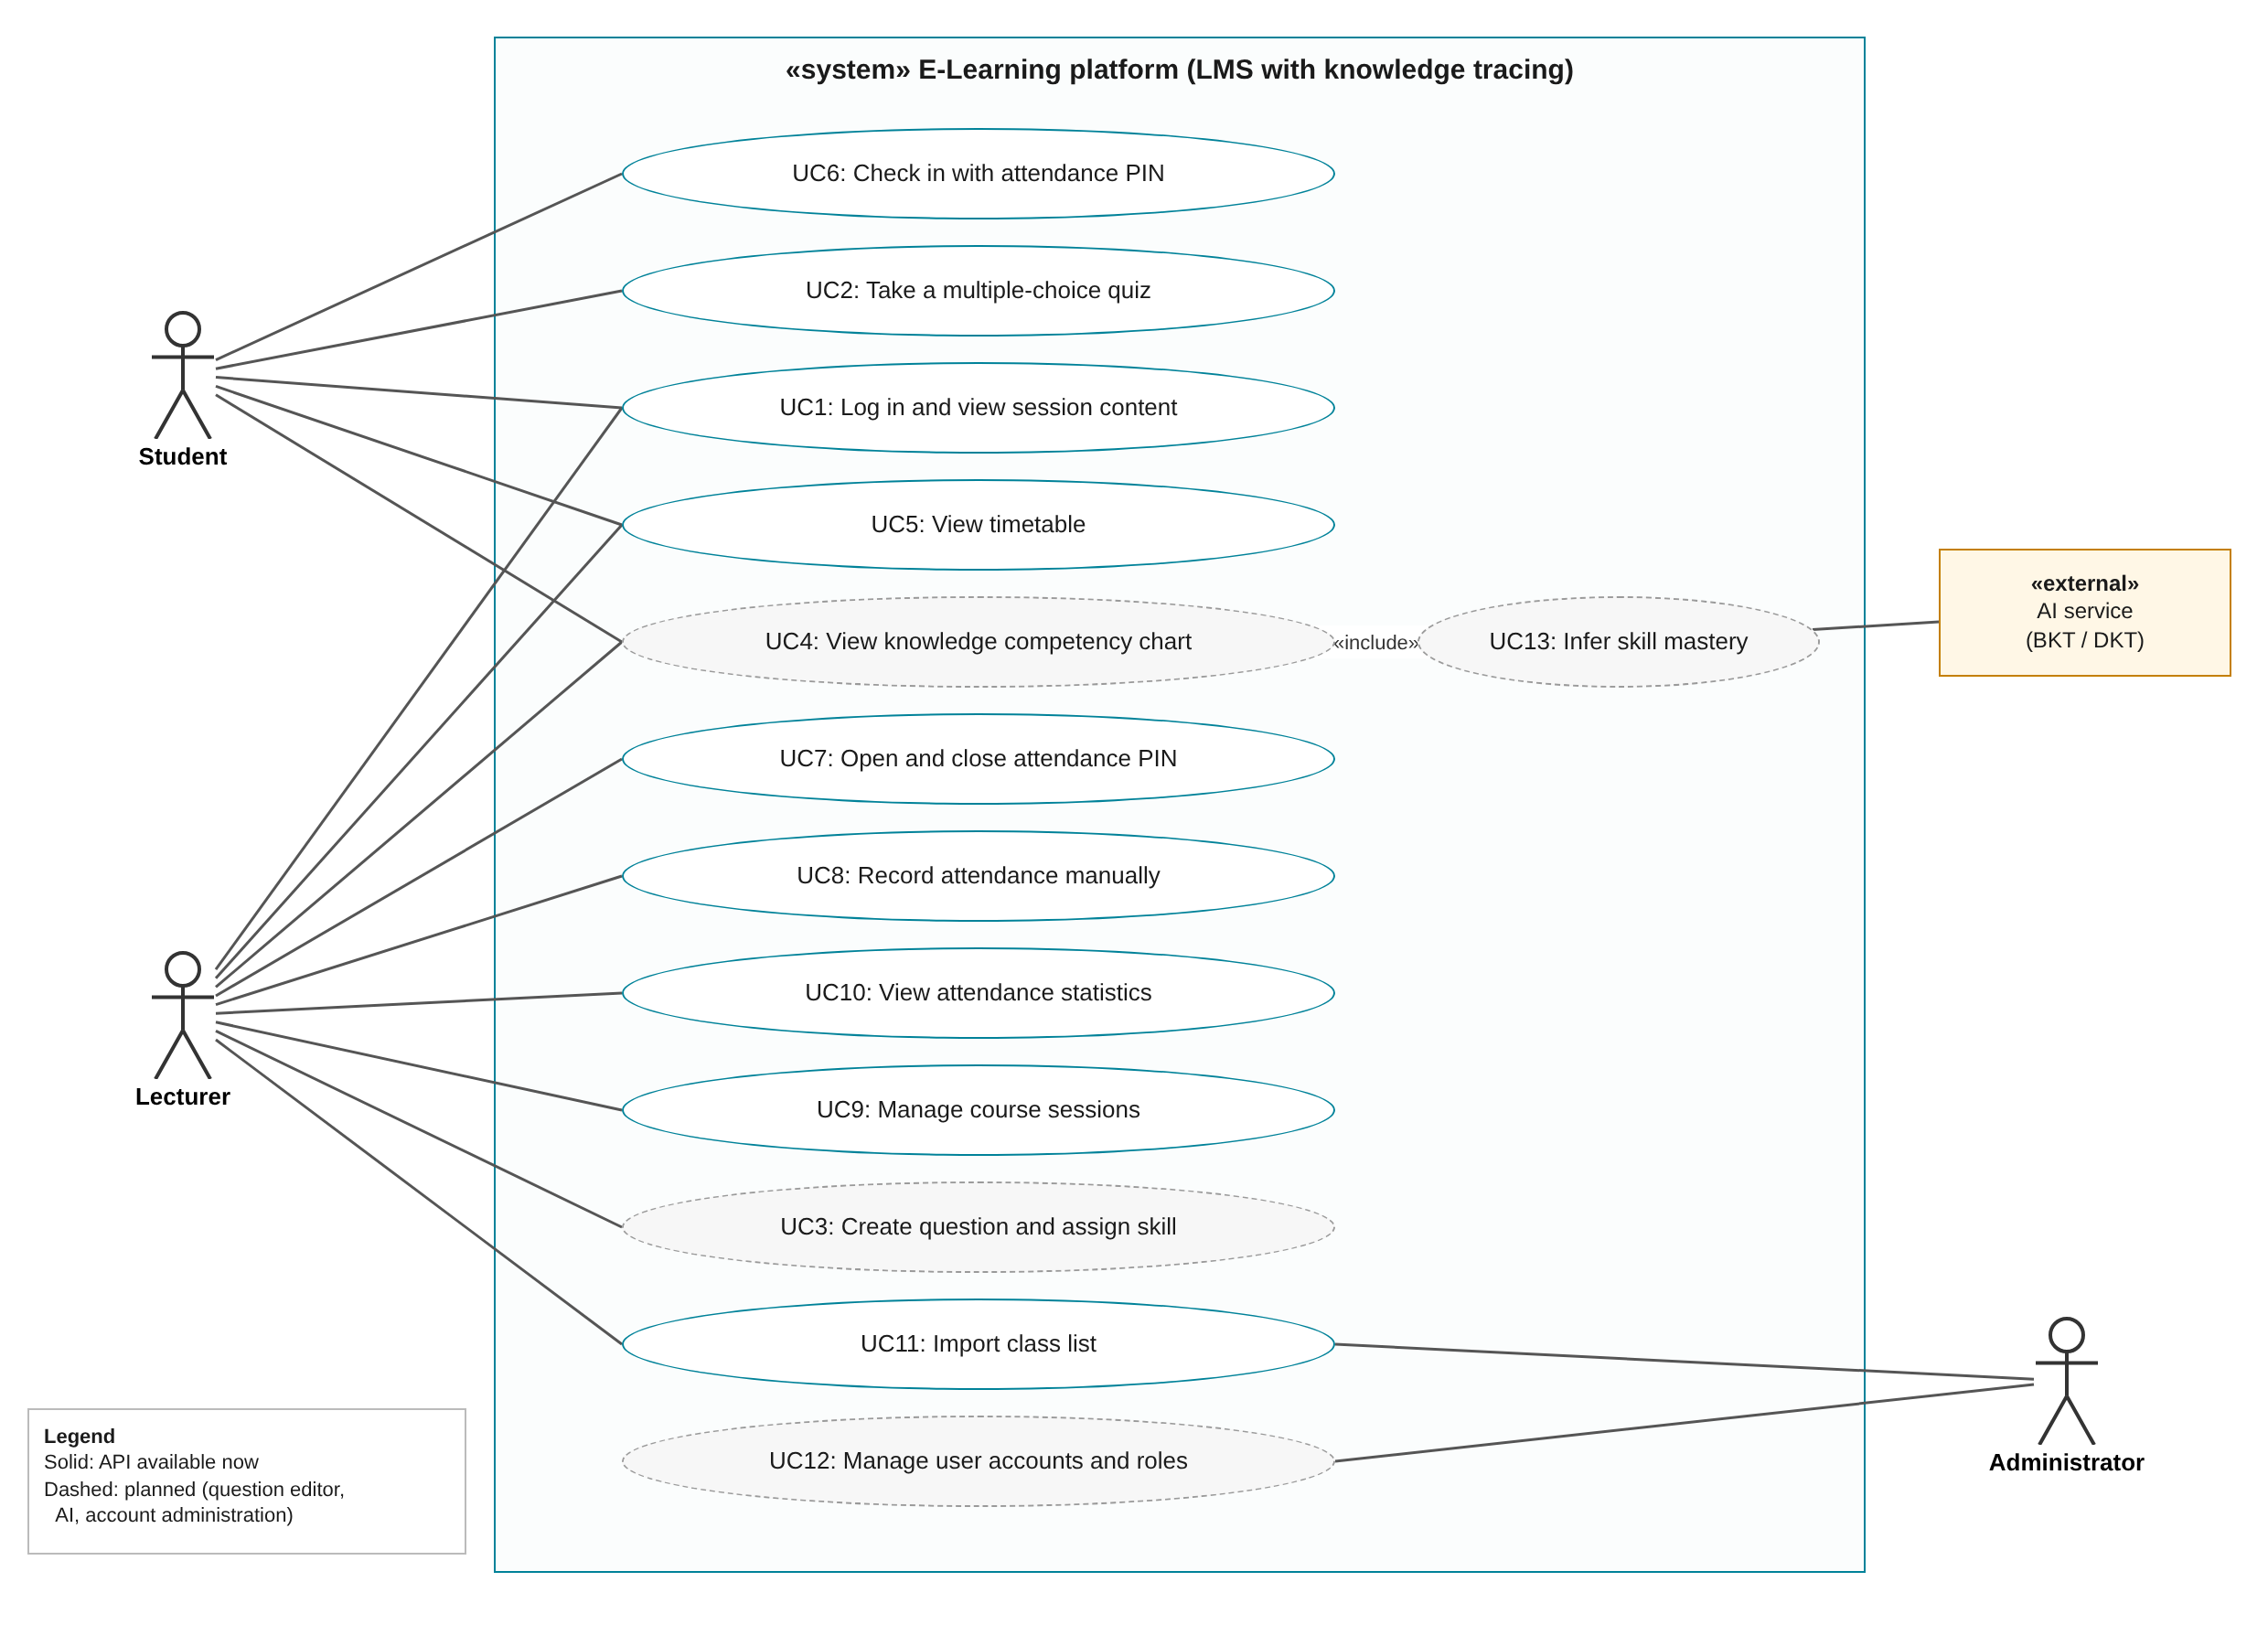 «system» E-Learning platform (LMS with knowledge tracing)
UC6: Check in with attendance PIN
UC2: Take a multiple-choice quiz
UC1: Log in and view session content
Student
UC5: View timetable
UC4: View knowledge competency chart
«include»
UC13: Infer skill mastery
«external»
AI service
(BKT / DKT)
UC7: Open and close attendance PIN
UC8: Record attendance manually
UC10: View attendance statistics
Lecturer
UC9: Manage course sessions
UC3: Create question and assign skill
UC11: Import class list
UC12: Manage user accounts and roles
Administrator
Legend
Solid: API available now
Dashed: planned (question editor,
AI, account administration)